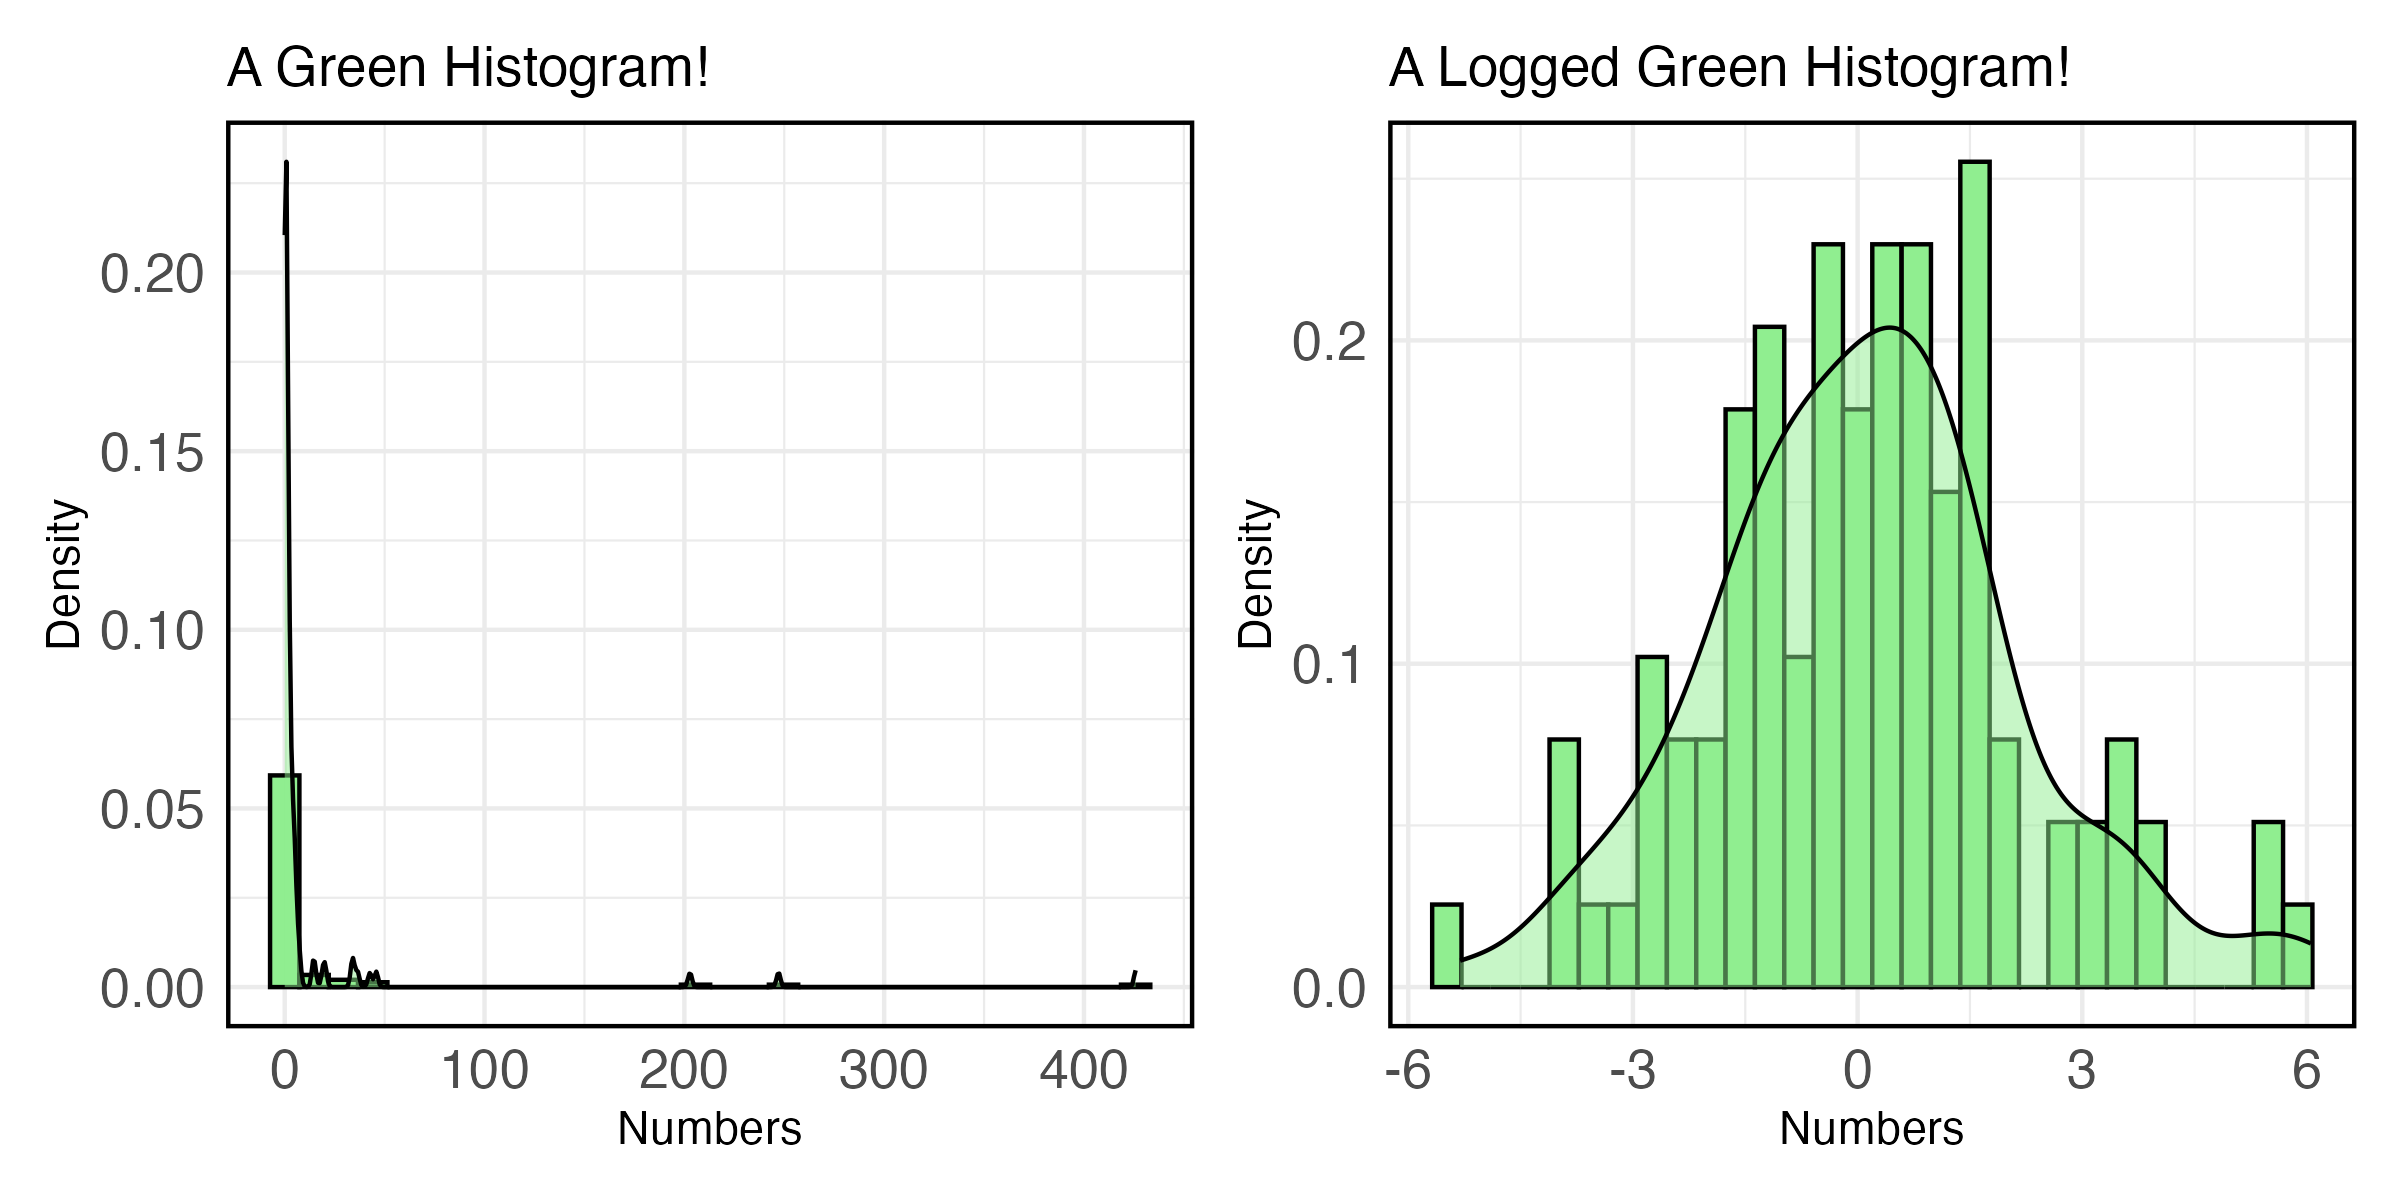 A Green Histogram!
Density
0.20
0.15
0.10
0.05
0.00
0 100 200 300 400
Numbers
A Logged Green Histogram!
Density
0.2
0.1
0.0
-6 -3 0 3 6
Numbers